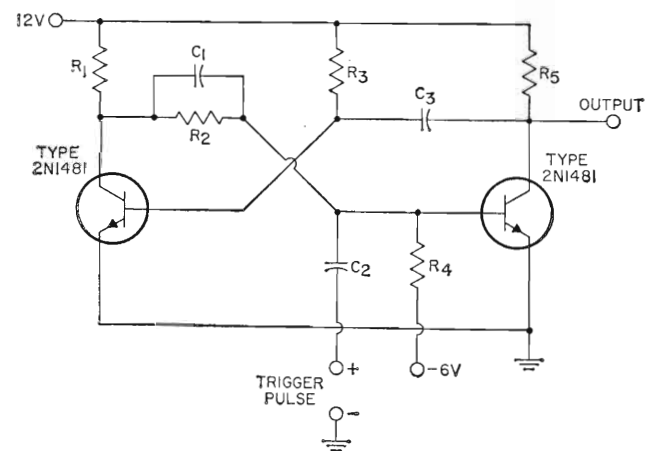 12V
C1
R1
R2
R3
C3
R5
OUTPUT
TYPE
2N1481
TYPE
2N1481
C2
R4
+
-6V
TRIGGER
PULSE
-